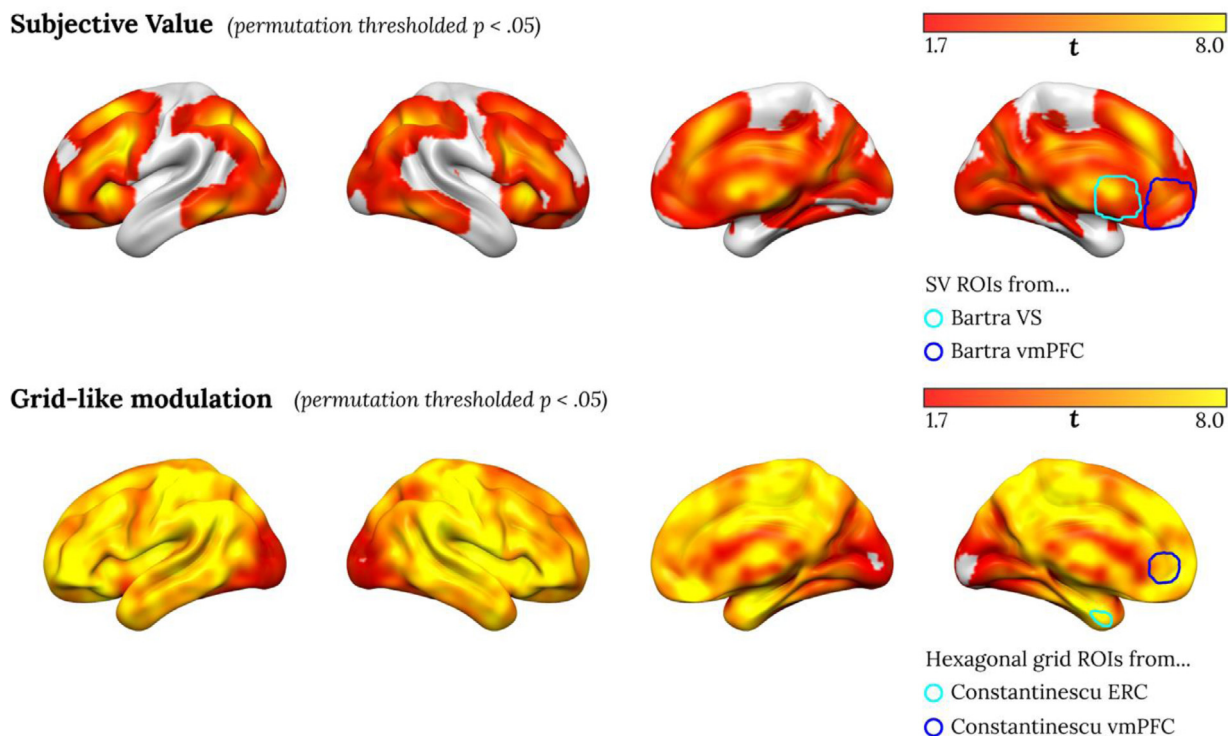 Subjective Value (permutation thresholded p < .05)
1.7 t 8.0
SV ROIs from...
Bartra VS
Bartra vmPFC
Grid-like modulation (permutation thresholded p < .05)
1.7 t 8.0
Hexagonal grid ROIs from...
Constantinescu ERC
Constantinescu vmPFC